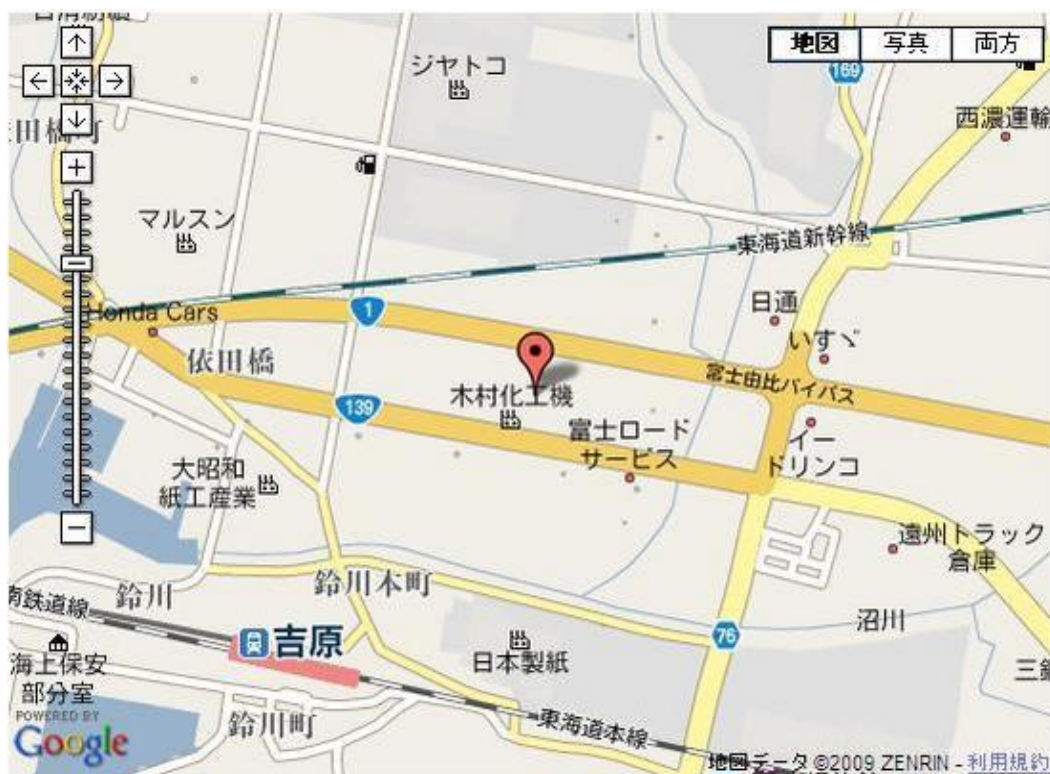 地図
写真
両方
169
ジヤトコ
西濃運輸
田橋町
マルスン
東海道新幹線
日通
Honda Cars
1
いすゞ
依田橋
富士由比バイパス
139
木村化工機
富士ロード
サービス
イー
ドリンコ
大昭和
紙工産業
遠州トラック
倉庫
鈴川
鈴川本町
南鉄道線
吉原
76
沼川
日本製紙
海上保安
部分室
鈴川町
東海道本線
POWERED BY
Google
地図データ ©2009 ZENRIN - 利用規約